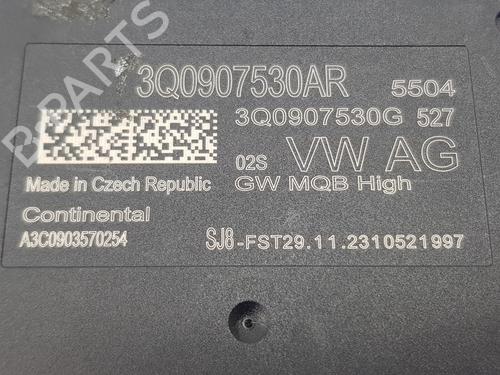 3Q0907530AR 5504
3Q0907530G 527
02S VW AG
Made in Czech Republic GW MQB High
Continental
A3C0903570254 SJ8-FST29.11.2310521997
B-PARTS